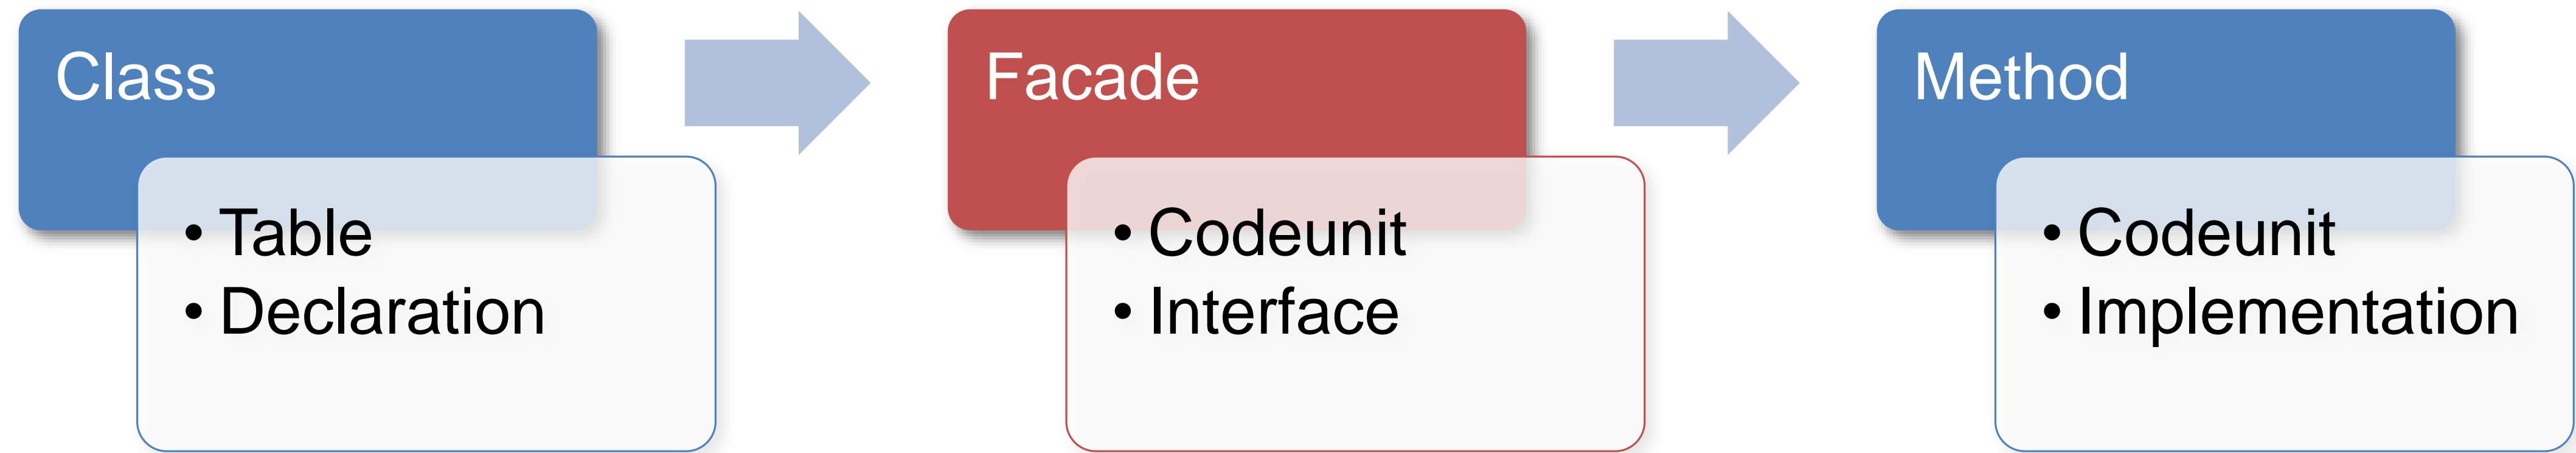 Class
• Table
• Declaration
Facade
• Codeunit
• Interface
Method
• Codeunit
• Implementation